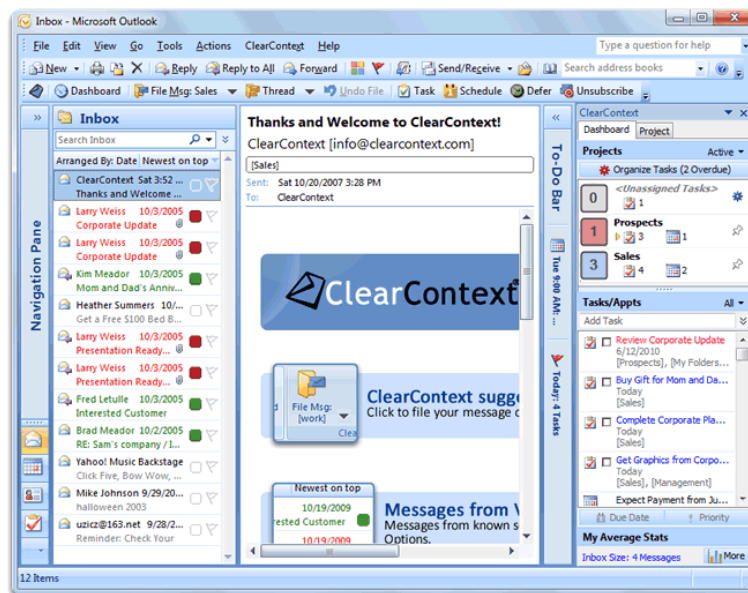 Inbox - Microsoft Outlook
File Edit View Go Tools Actions ClearContext Help
Type a question for help
New Reply Reply to All Forward Send/Receive Search address books
Dashboard File Msg: Sales Thread Undo File Task Schedule Defer Unsubscribe
Navigation Pane
Inbox
Search Inbox
Arranged By: Date Newest on top
ClearContext Sat 3:52 ...
Thanks and Welcome ...
Larry Weiss 10/3/2005
Corporate Update
Larry Weiss 10/3/2005
Corporate Update
Kim Meador 10/3/2005
Mom and Dad's Anniv...
Heather Summers 10/...
Get a Free $100 Bed B...
Larry Weiss 10/3/2005
Presentation Ready...
Larry Weiss 10/3/2005
Presentation Ready...
Fred Letulle 10/3/2005
Interested Customer
Brad Meador 10/2/2005
RE: Sam's company / I...
Yahoo! Music Backstage
Click Five, Bow Wow, ...
Mike Johnson 9/29/20...
halloween 2003
uzicz@163.net 9/28/2...
Reminder: Check Your
Thanks and Welcome to ClearContext!
ClearContext [info@clearcontext.com]
[Sales]
Sent: Sat 10/20/2007 3:28 PM
To: ClearContext
ClearContext
File Msg:
[work]
Clea
ClearContext sugge
Click to file your message o
Newest on top
10/19/2009
rested Customer
10/19/2009
Messages from V
Messages from known s
Options.
To-Do Bar
Tue 9:00 AM: ...
Today: 4 Tasks
ClearContext
Dashboard Project
Projects Active
Organize Tasks (2 Overdue)
0 <Unassigned Tasks>
1
1 Prospects
3 1
3 Sales
4 2
Tasks/Appts All
Add Task
Review Corporate Update
6/12/2010
[Prospects], [My Folders...
Buy Gift for Mom and Da...
Today
[Sales]
Complete Corporate Pla...
Today
[Sales]
Get Graphics from Corpo...
Today
[Sales], [Management]
Expect Payment from Ju...
Due Date Priority
My Average Stats
Inbox Size: 4 Messages More
12 Items